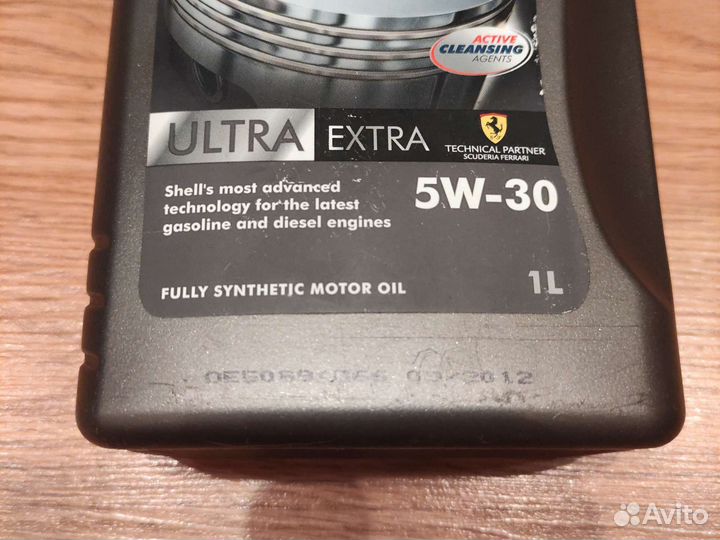 ACTIVE
CLEANSING
AGENTS
ULTRA EXTRA
TECHNICAL PARTNER
SCUDERIA FERRARI
Shell's most advanced
technology for the latest
gasoline and diesel engines
5W-30
FULLY SYNTHETIC MOTOR OIL
1L
2012
Avito